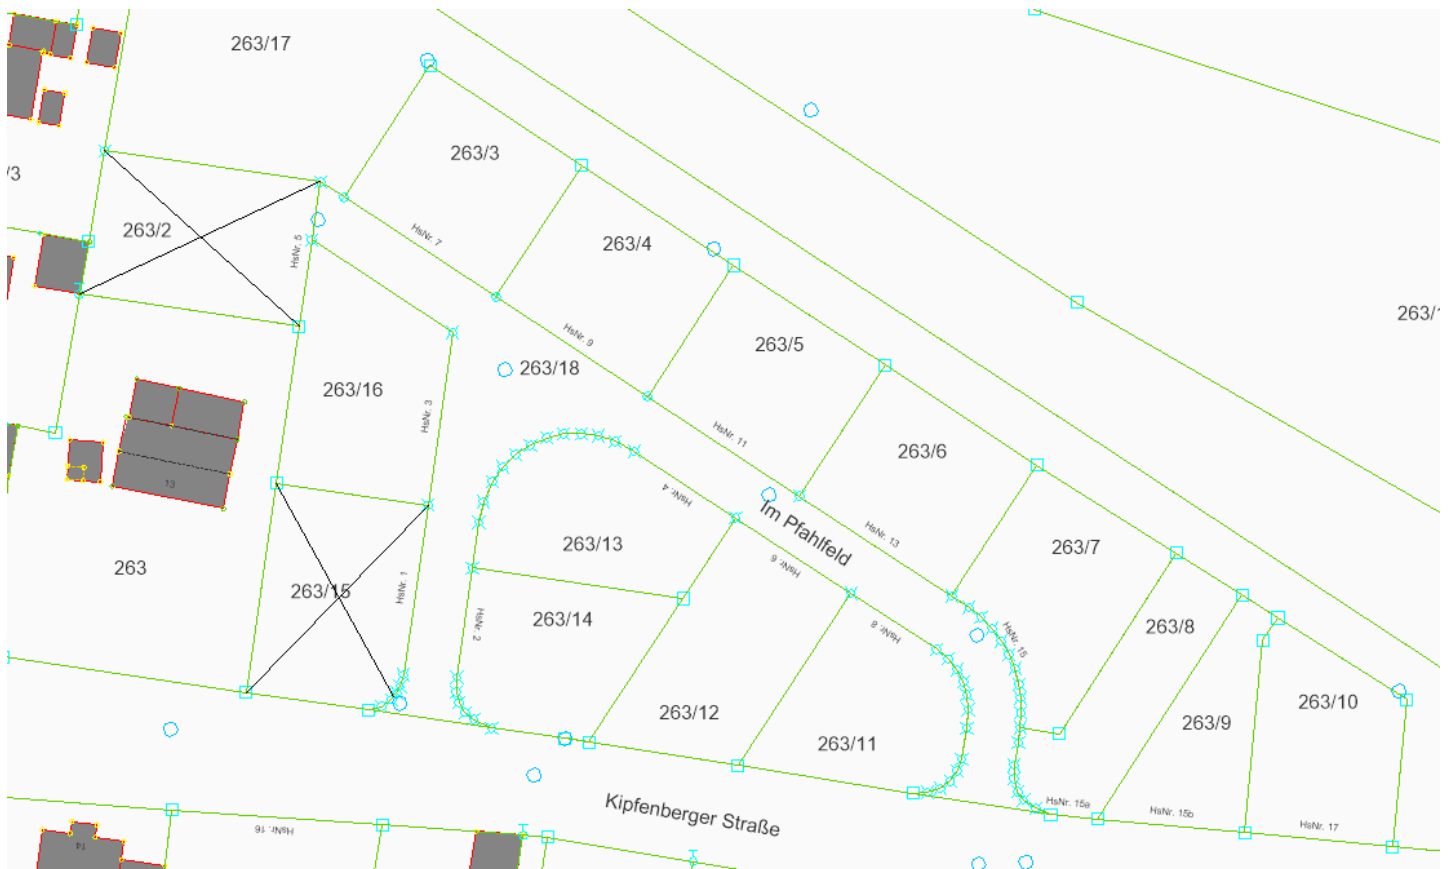 263/17
263/3
/3
263/2
HsNr. 5
HsNr. 7
263/4
263/1
HsNr. 9
263/5
263/18
263/16
HsNr. 3
HsNr. 11
263/6
13
HsNr. 4
Im Pfahlfeld
HsNr. 13
263/13
263/7
HsNr. 6
263
263/15
HsNr. 1
263/14
HsNr. 2
HsNr. 8
HsNr. 15
263/8
263/12
263/11
263/9
263/10
Kipfenberger Straße
HsNr. 15a
HsNr. 15b
HsNr. 17
HsNr. 16
14